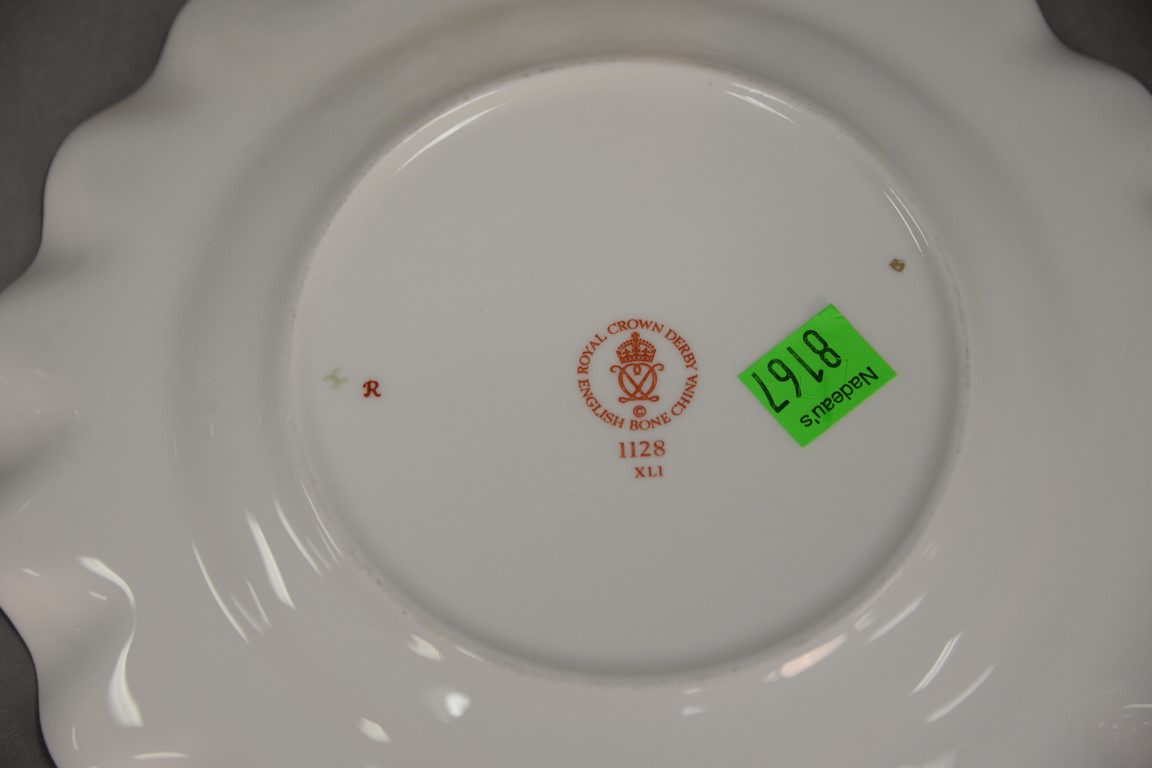 ROYAL CROWN DERBY
ENGLISH BONE CHINA
©
1128
XLI
R
8167
Nadeau's